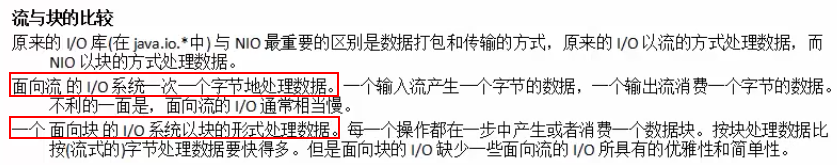 流与块的比较
原来的 I/O 库(在 java.io.*中) 与 NIO 最重要的区别是数据打包和传输的方式，原来的 I/O 以流的方式处理数据，而
NIO 以块的方式处理数据。
面向流 的 I/O 系统一次一个字节地处理数据。一个输入流产生一个字节的数据，一个输出流消费一个字节的数据。
不利的一面是，面向流的 I/O 通常相当慢。
一个 面向块 的 I/O 系统以块的形式处理数据。每一个操作都在一步中产生或者消费一个数据块。按块处理数据比
按(流式的)字节处理数据要快得多。但是面向块的 I/O 缺少一些面向流的 I/O 所具有的优雅性和简单性。